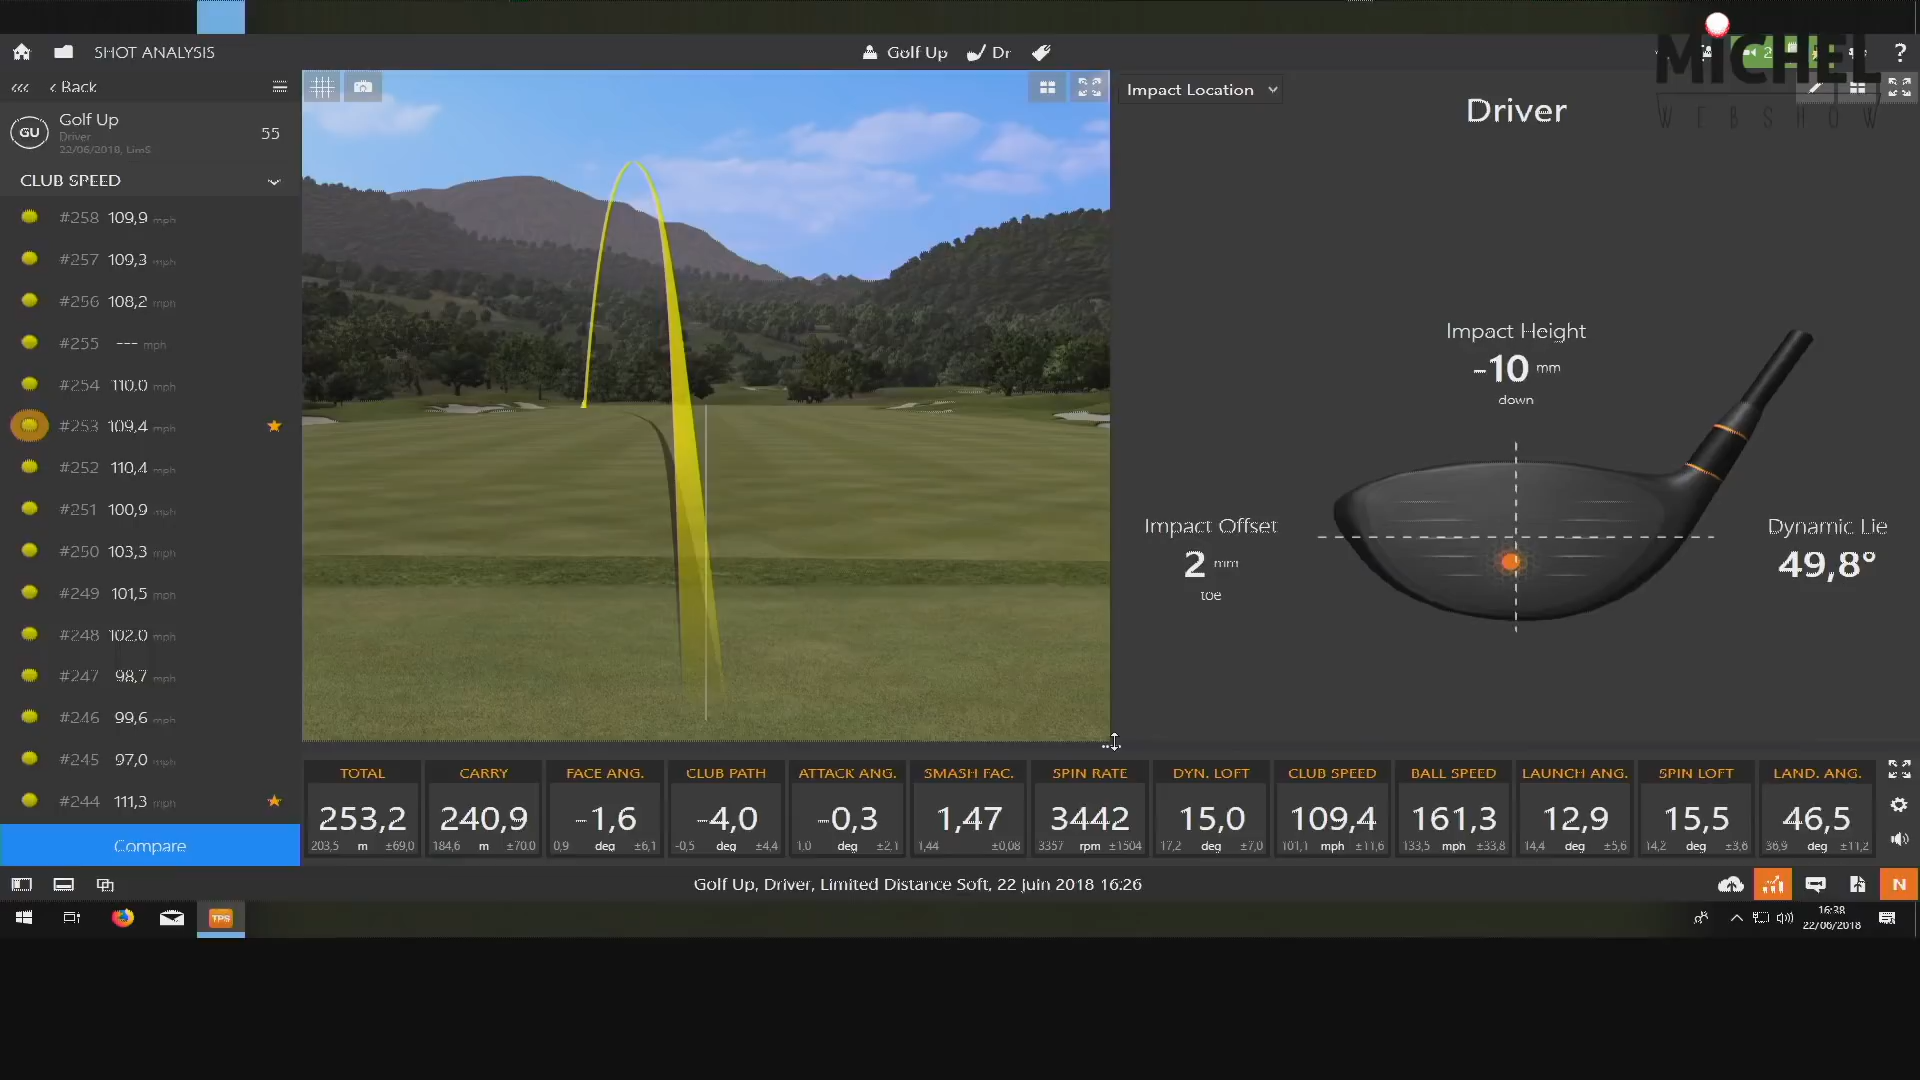 SHOT ANALYSIS
Golf Up
Dr
?
MICHEL
WEBSHOW
Back
GU
Golf Up
Driver
22/06/2018, LimS
55
CLUB SPEED
#258 109,9 mph
#257 109,3 mph
#256 108,2 mph
#255 --- mph
#254 110,0 mph
#253 109,4 mph
#252 110,4 mph
#251 100,9 mph
#250 103,3 mph
#249 101,5 mph
#248 102,0 mph
#247 98,7 mph
#246 99,6 mph
#245 97,0 mph
#244 111,3 mph
Compare
Impact Location
Driver
Impact Height
-10 mm
down
Impact Offset
2 mm
toe
Dynamic Lie
49,8°
TOTAL
253,2
203,5 m ±69,0
CARRY
240,9
184,6 m ±70,0
FACE ANG.
-1,6
0,9 deg ±6,1
CLUB PATH
-4,0
-0,5 deg ±4,4
ATTACK ANG.
-0,3
1,0 deg ±2,1
SMASH FAC.
1,47
1,44 ±0,08
SPIN RATE
3442
3357 rpm ±1504
DYN. LOFT
15,0
17,2 deg ±7,0
CLUB SPEED
109,4
101,1 mph ±11,6
BALL SPEED
161,3
133,5 mph ±33,8
LAUNCH ANG.
12,9
14,4 deg ±5,6
SPIN LOFT
15,5
14,2 deg ±3,6
LAND. ANG.
46,5
36,9 deg ±11,2
Golf Up, Driver, Limited Distance Soft, 22 juin 2018 16:26
N
TPS
16:38
22/06/2018